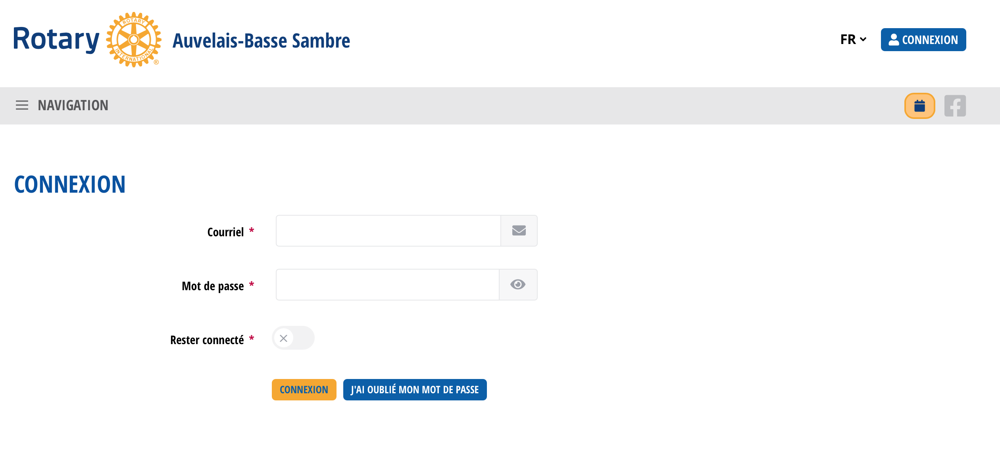 Rotary
ROTARY
INTERNATIONAL
®
Auvelais-Basse Sambre
FR
CONNEXION
NAVIGATION
CONNEXION
Courriel *
Mot de passe *
Rester connecté *
CONNEXION
J'AI OUBLIÉ MON MOT DE PASSE